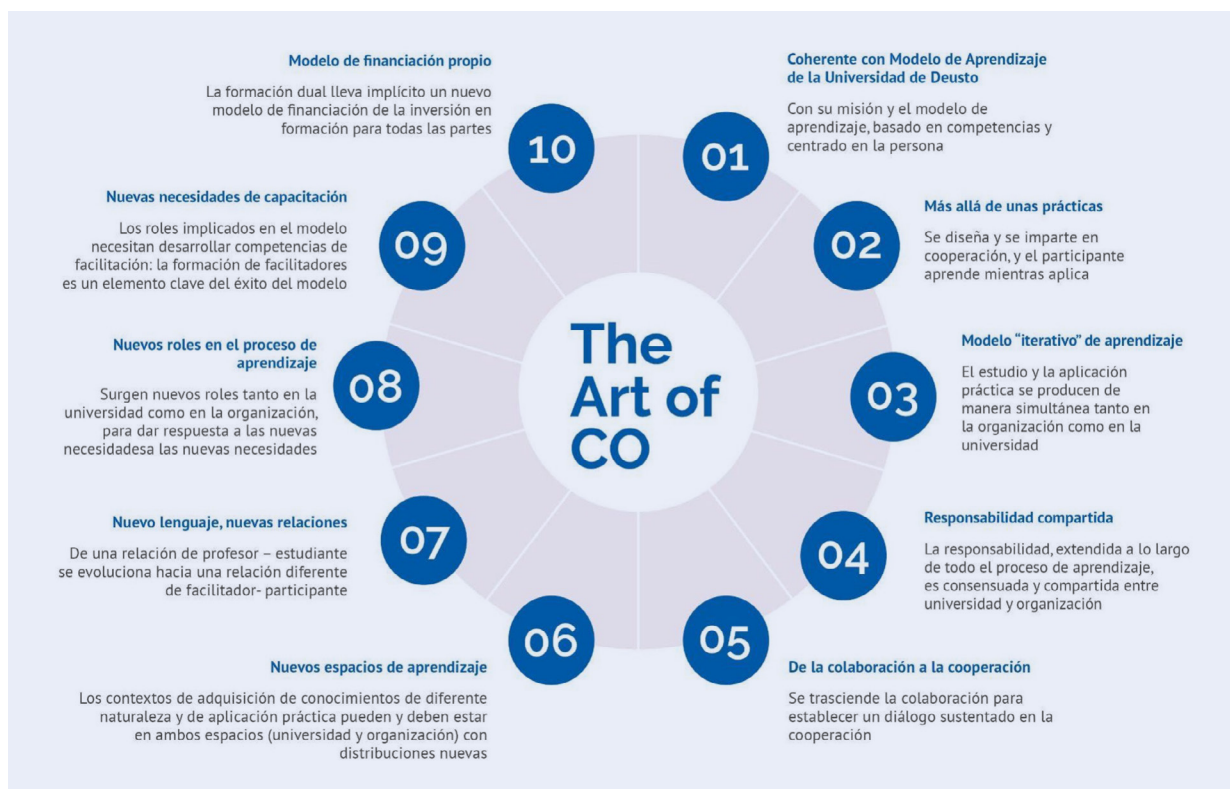 The
Art of
CO
01
Coherente con Modelo de Aprendizaje
de la Universidad de Deusto
Con su misión y el modelo de
aprendizaje, basado en competencias y
centrado en la persona
02
Más allá de unas prácticas
Se diseña y se imparte en
cooperación, y el participante
aprende mientras aplica
03
Modelo “iterativo” de aprendizaje
El estudio y la aplicación
práctica se producen de
manera simultánea tanto en
la organización como en la
universidad
04
Responsabilidad compartida
La responsabilidad, extendida a lo largo
de todo el proceso de aprendizaje,
es consensuada y compartida entre
universidad y organización
05
De la colaboración a la cooperación
Se trasciende la colaboración para
establecer un diálogo sustentado en la
cooperación
06
Nuevos espacios de aprendizaje
Los contextos de adquisición de conocimientos de diferente
naturaleza y de aplicación práctica pueden y deben estar
en ambos espacios (universidad y organización) con
distribuciones nuevas
07
Nuevo lenguaje, nuevas relaciones
De una relación de profesor – estudiante
se evoluciona hacia una relación diferente
de facilitador- participante
08
Nuevos roles en el proceso de
aprendizaje
Surgen nuevos roles tanto en la
universidad como en la organización,
para dar respuesta a las nuevas
necesidadesa las nuevas necesidades
09
Nuevas necesidades de capacitación
Los roles implicados en el modelo
necesitan desarrollar competencias de
facilitación: la formación de facilitadores
es un elemento clave del éxito del modelo
10
Modelo de financiación propio
La formación dual lleva implícito un nuevo
modelo de financiación de la inversión en
formación para todas las partes